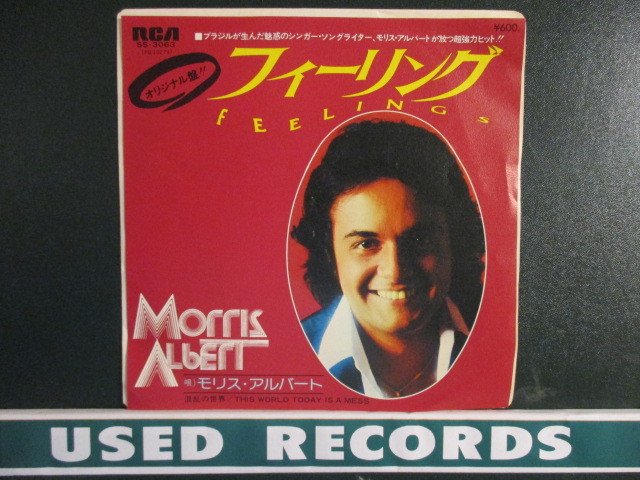 RCA
SS 3083
■ブラジルが生んだ魅惑のシンガー・ソングライター、モリス・アルバートが放つ超強力ヒット!!
¥600.
オリジナル盤!!
フィーリング
FEELINGS
MORRIS
ALBERT
唄)モリス・アルバート
混乱の世界/THIS WORLD TODAY IS A MESS
USED RECORDS